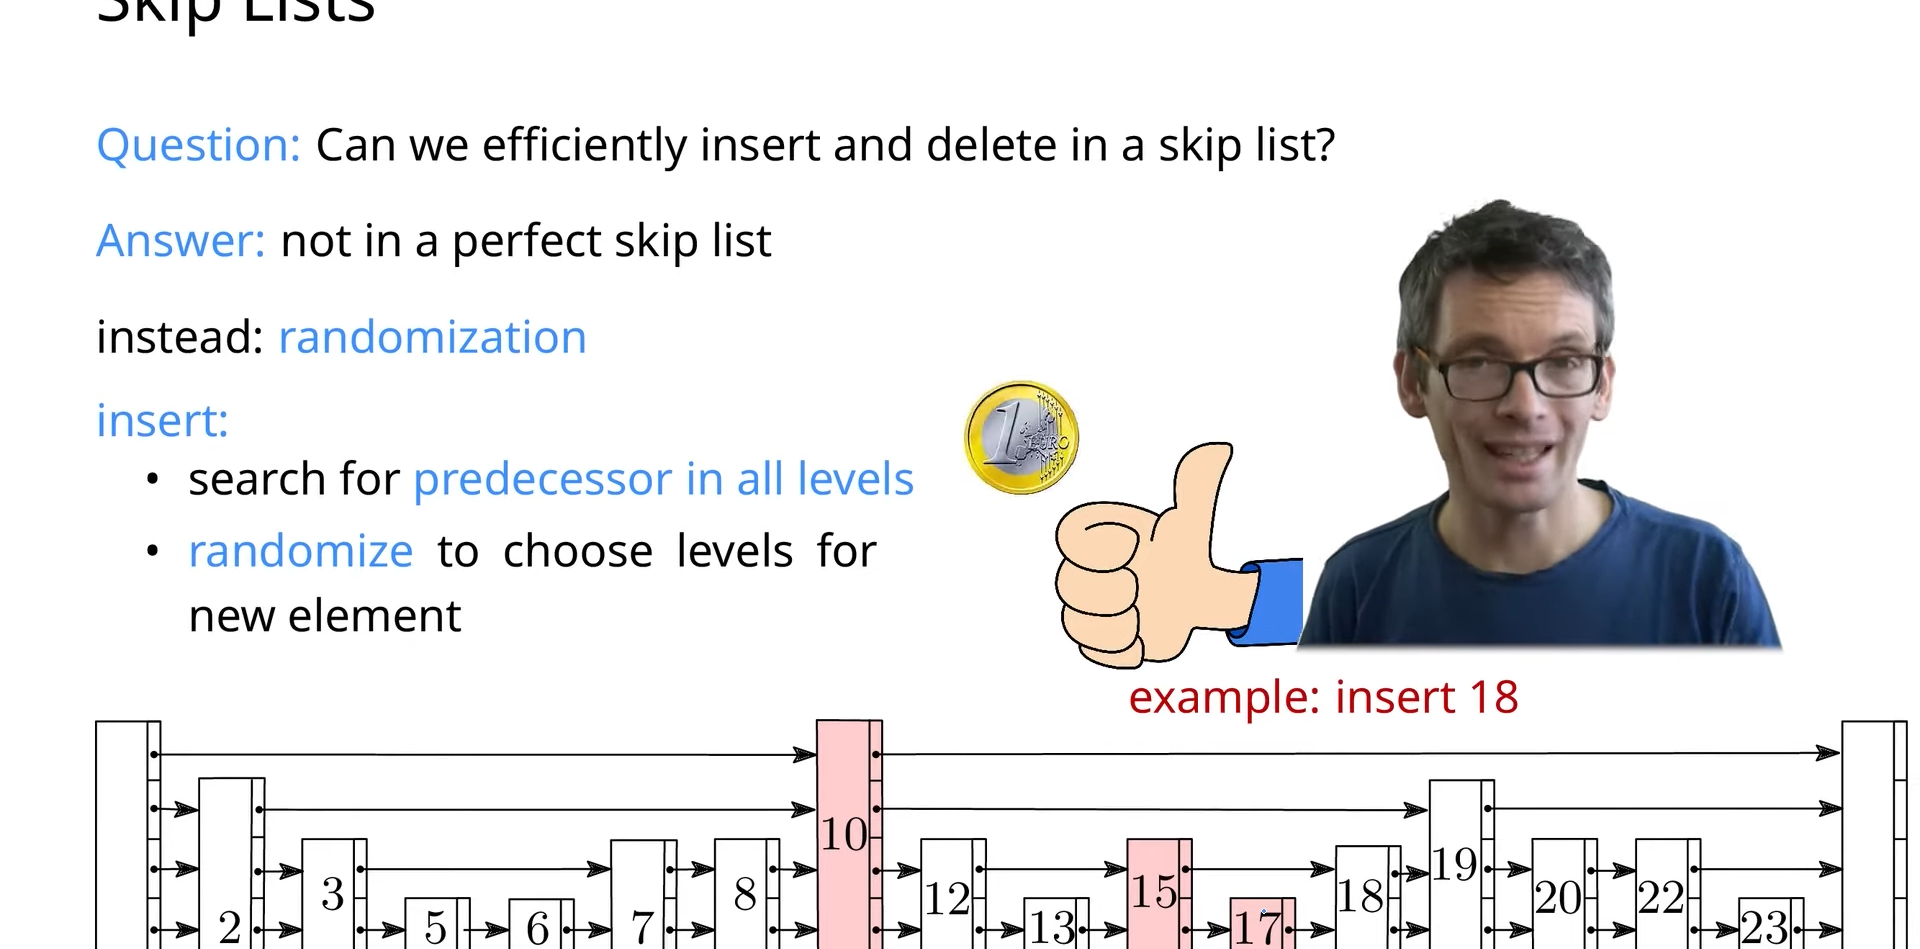 Skip Lists
Question: Can we efficiently insert and delete in a skip list?
Answer: not in a perfect skip list
instead: randomization
insert:
• search for predecessor in all levels
• randomize to choose levels for
new element
1 EURO
example: insert 18
2 3 5 6 7 8 10 12 13 15 17 18 19 20 22 23